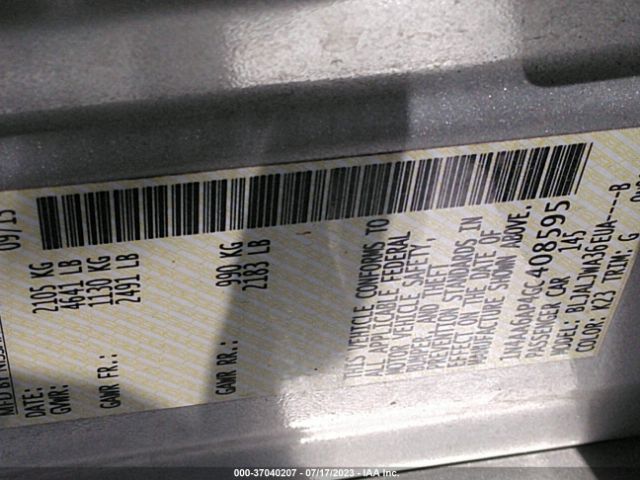 MFD BY
DATE: 09/15
GVWR: 2105 KG
4641 LB
GAWR FR.: 1130 KG
2491 LB
GAWR RR.: 990 KG
2183 LB
THIS VEHICLE CONFORMS TO
ALL APPLICABLE FEDERAL
MOTOR VEHICLE SAFETY,
BUMPER, AND THEFT
PREVENTION STANDARDS IN
EFFECT ON THE DATE OF
MANUFACTURE SHOWN ABOVE.
1N4AA6AP4GC408595
PASSENGER CAR 145
MODEL: BLJALJWA36EUA----B
COLOR: K23 TRIM: G
000-37040207 - 07/17/2023 - IAA Inc.